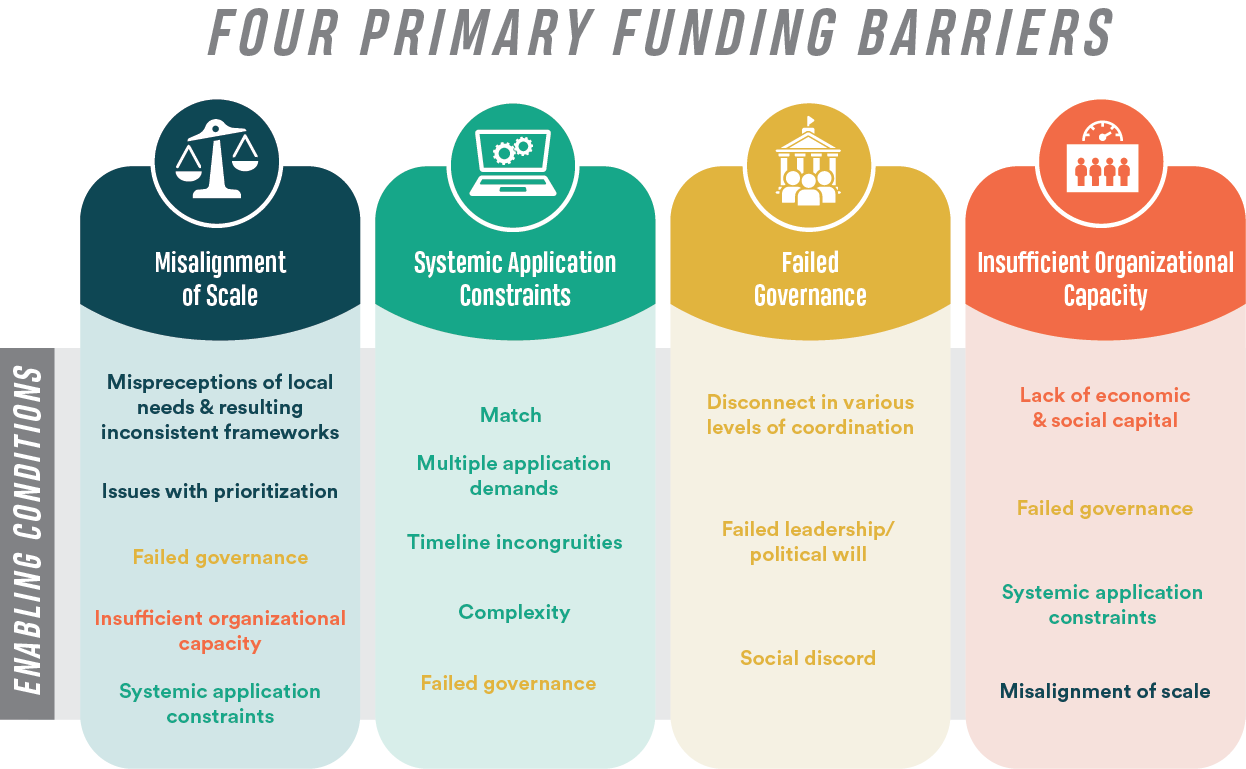 FOUR PRIMARY FUNDING BARRIERS
Misalignment
of Scale
Systemic Application
Constraints
Failed
Governance
Insufficient Organizational
Capacity
ENABLING CONDITIONS
Mispreceptions of local
needs & resulting
inconsistent frameworks
Issues with prioritization
Failed governance
Insufficient organizational
capacity
Systemic application
constraints
Match
Multiple application
demands
Timeline incongruities
Complexity
Failed governance
Disconnect in various
levels of coordination
Failed leadership/
political will
Social discord
Lack of economic
& social capital
Failed governance
Systemic application
constraints
Misalignment of scale